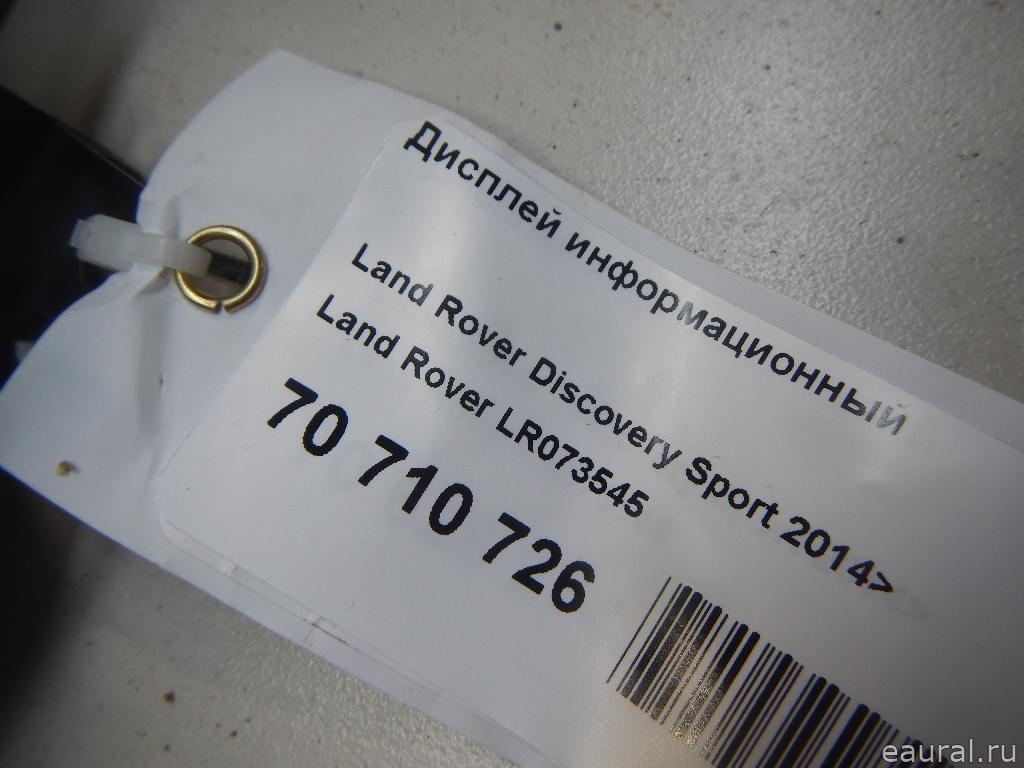 Дисплей информационный
Land Rover Discovery Sport 2014>
Land Rover LR073545
70 710 726
eaural.ru